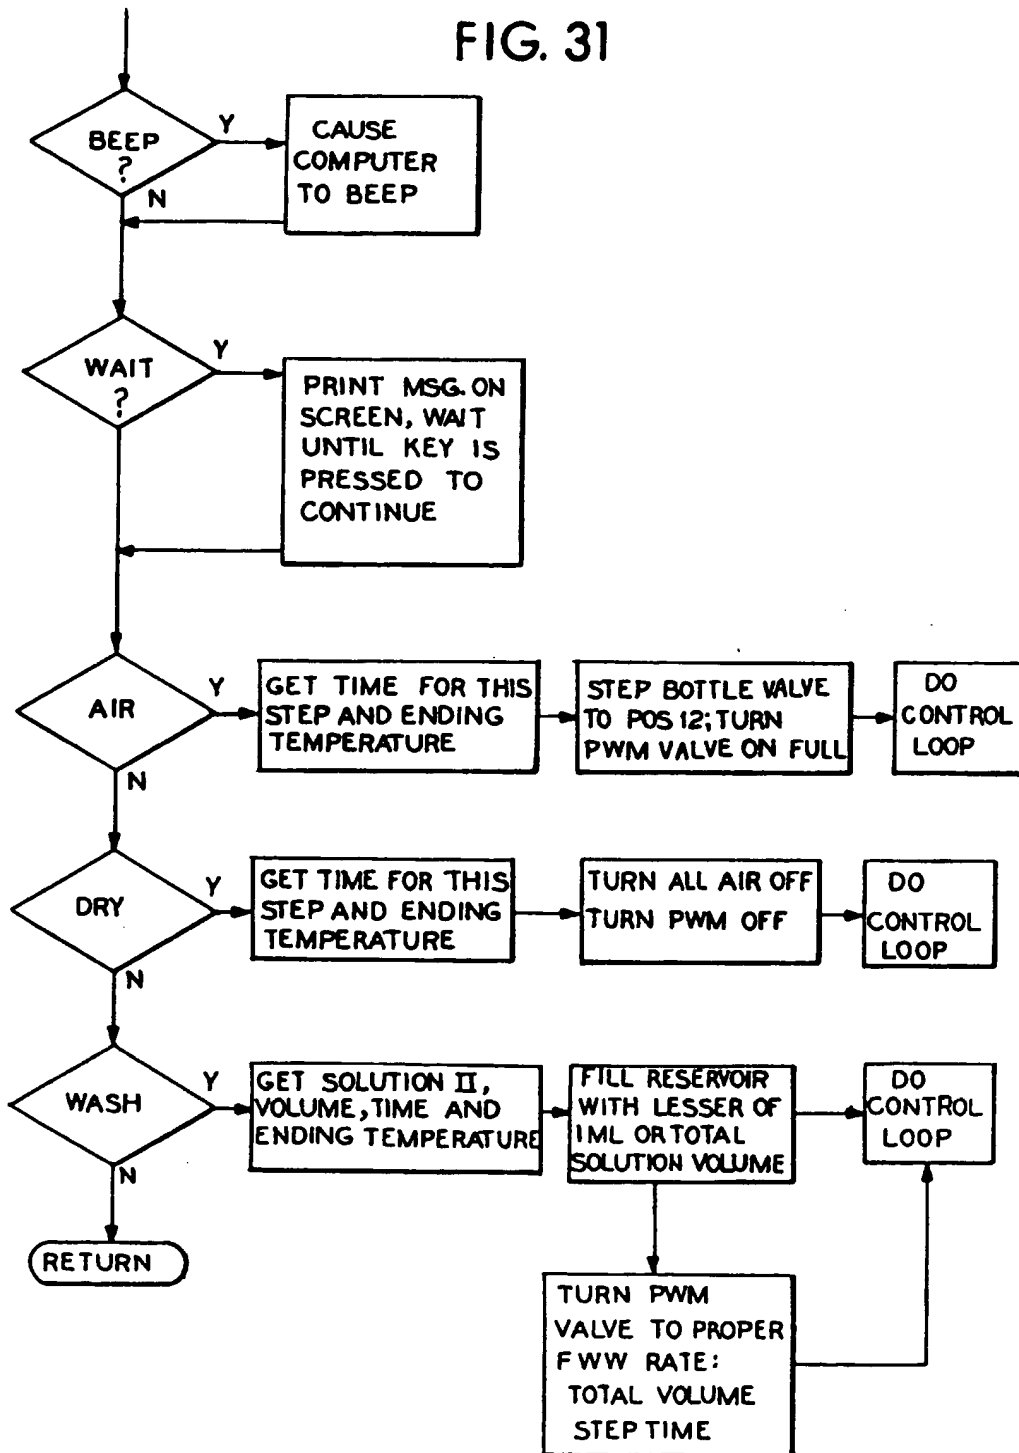 FIG. 31
BEEP
?
Y
N
CAUSE
COMPUTER
TO BEEP
WAIT
?
Y
PRINT MSG. ON
SCREEN, WAIT
UNTIL KEY IS
PRESSED TO
CONTINUE
AIR
Y
N
GET TIME FOR THIS
STEP AND ENDING
TEMPERATURE
STEP BOTTLE VALVE
TO POS 12; TURN
PWM VALVE ON FULL
DO
CONTROL
LOOP
DRY
Y
N
GET TIME FOR THIS
STEP AND ENDING
TEMPERATURE
TURN ALL AIR OFF
TURN PWM OFF
DO
CONTROL
LOOP
WASH
Y
N
GET SOLUTION II,
VOLUME, TIME AND
ENDING TEMPERATURE
FILL RESERVOIR
WITH LESSER OF
1ML OR TOTAL
SOLUTION VOLUME
DO
CONTROL
LOOP
RETURN
TURN PWM
VALVE TO PROPER
FWW RATE:
TOTAL VOLUME
STEP TIME